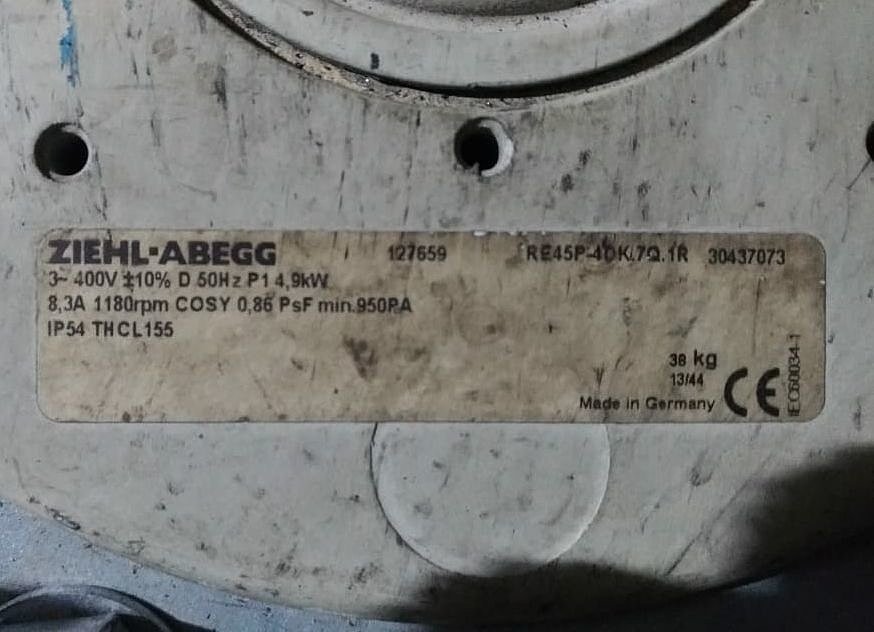 ZIEHL-ABEGG 127659 RE45P-4DK.7Q.1R 30437073
3~ 400V ±10% D 50Hz P1 4,9kW
8,3A 1180rpm COSY 0,86 PsF min.950PA
IP54 THCL155
38 kg
13/44
Made in Germany CE
IEC60034-1